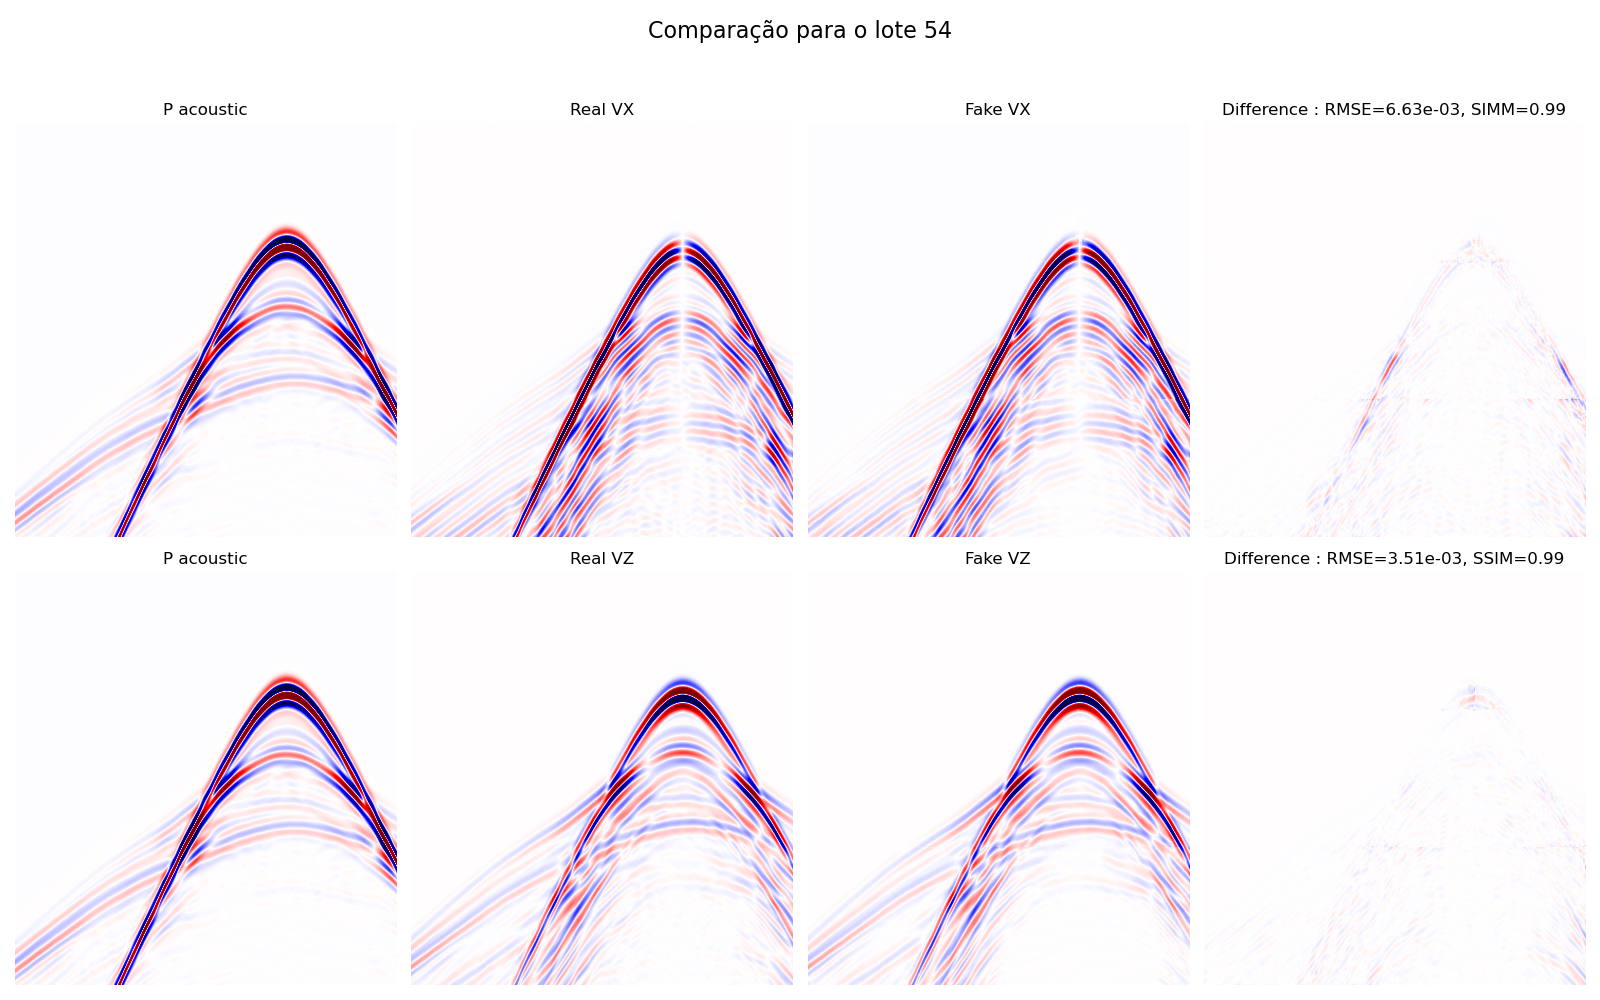 Comparação para o lote 54
P acoustic
Real VX
Fake VX
Difference : RMSE=6.63e-03, SIMM=0.99
P acoustic
Real VZ
Fake VZ
Difference : RMSE=3.51e-03, SSIM=0.99